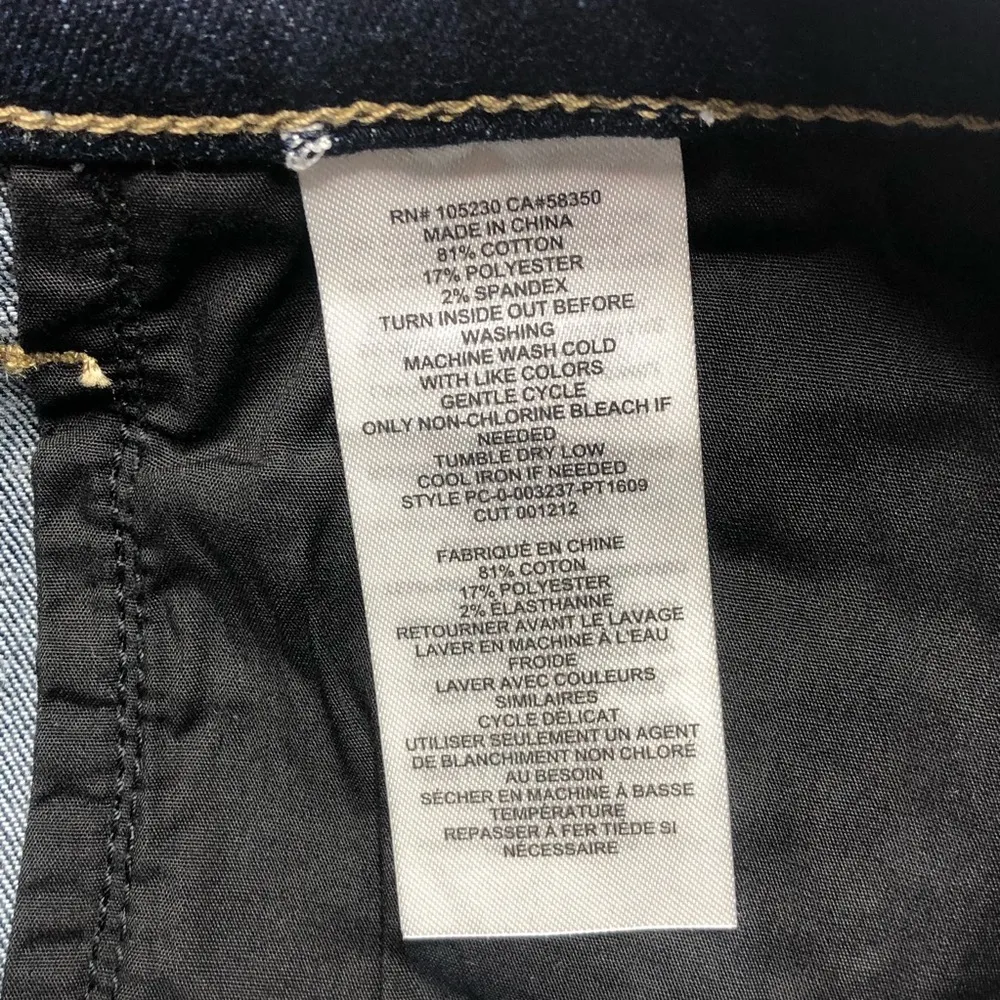 RN# 105230 CA#58350
MADE IN CHINA
81% COTTON
17% POLYESTER
2% SPANDEX
TURN INSIDE OUT BEFORE
WASHING
MACHINE WASH COLD
WITH LIKE COLORS
GENTLE CYCLE
ONLY NON-CHLORINE BLEACH IF
NEEDED
TUMBLE DRY LOW
COOL IRON IF NEEDED
STYLE PC-0-003237-PT1609
CUT 001212
FABRIQUÉ EN CHINE
81% COTON
17% POLYESTER
2% ÉLASTHANNE
RETOURNER AVANT LE LAVAGE
LAVER EN MACHINE À L'EAU
FROIDE
LAVER AVEC COULEURS
SIMILAIRES
CYCLE DÉLICAT
UTILISER SEULEMENT UN AGENT
DE BLANCHIMENT NON CHLORÉ
AU BESOIN
SÉCHER EN MACHINE À BASSE
TEMPÉRATURE
REPASSER À FER TIÈDE SI
NÉCESSAIRE